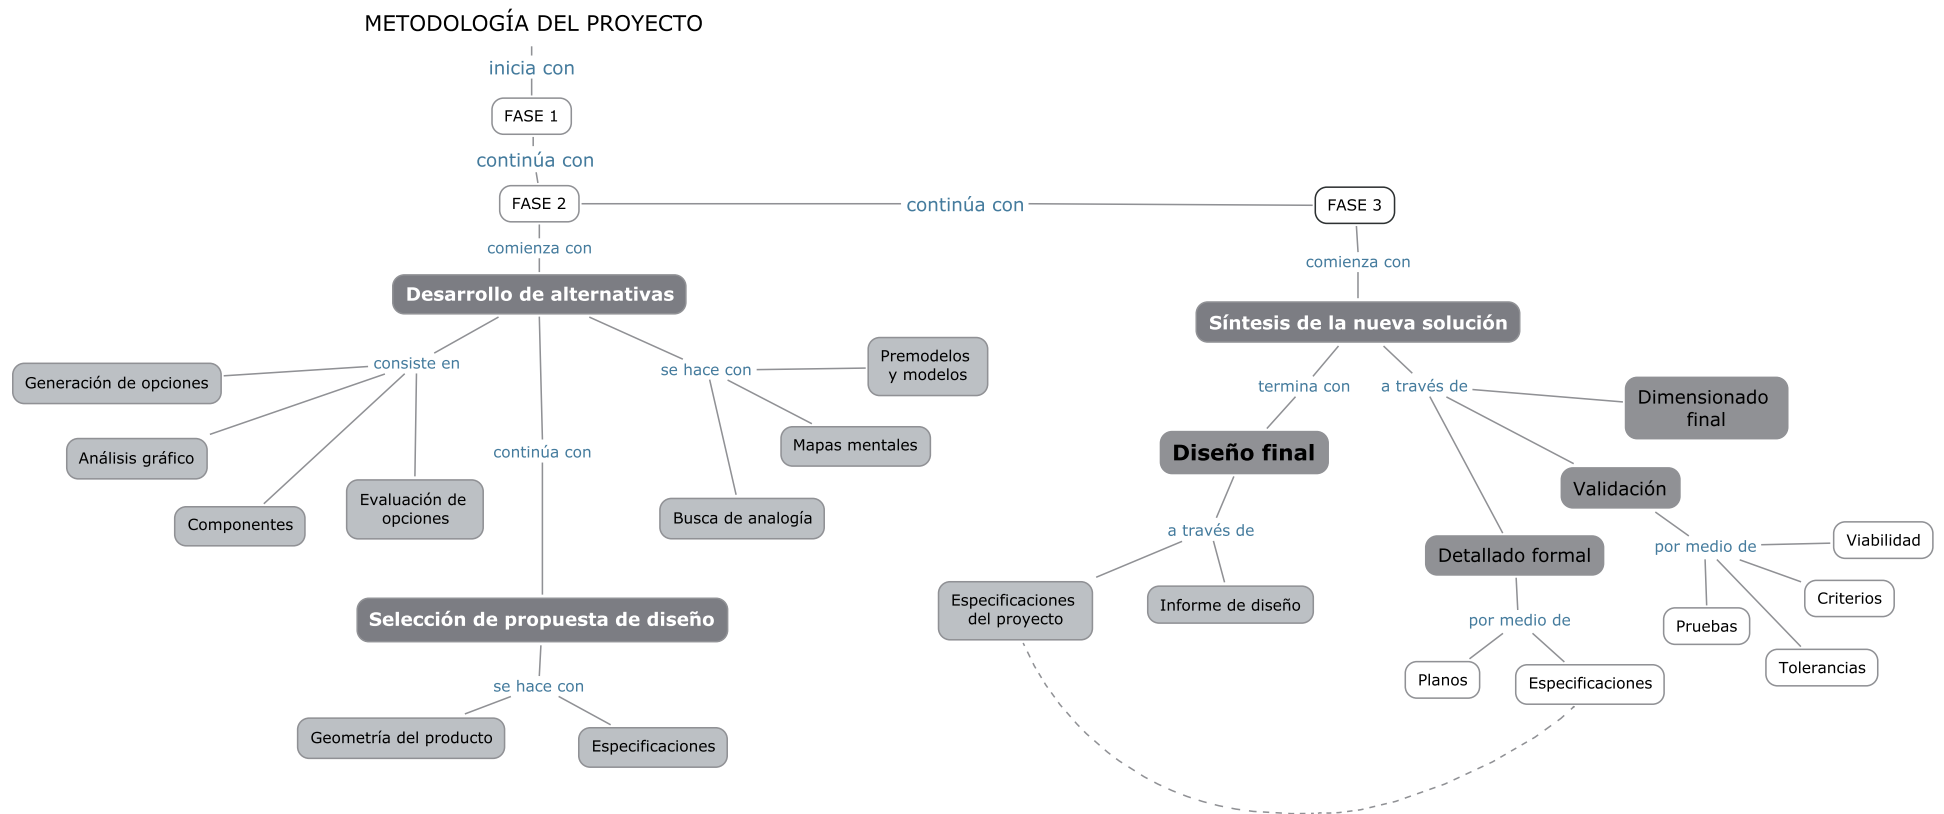 METODOLOGÍA DEL PROYECTO
inicia con
FASE 1
continúa con
FASE 2
continúa con
FASE 3
comienza con
Desarrollo de alternativas
consiste en
Generación de opciones
Análisis gráfico
Componentes
Evaluación de
opciones
se hace con
Premodelos
y modelos
Mapas mentales
Busca de analogía
continúa con
Selección de propuesta de diseño
se hace con
Geometría del producto
Especificaciones
comienza con
Síntesis de la nueva solución
termina con
Diseño final
a través de
Especificaciones
del proyecto
Informe de diseño
a través de
Dimensionado
final
Validación
por medio de
Viabilidad
Criterios
Pruebas
Tolerancias
Detallado formal
por medio de
Planos
Especificaciones